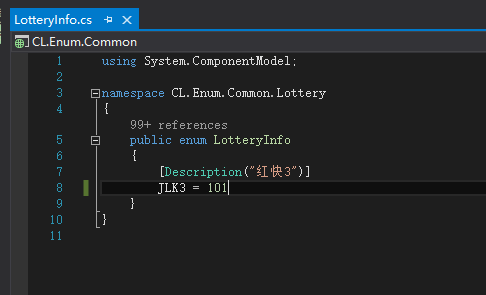 LotteryInfo.cs
CL.Enum.Common
1 using System.ComponentModel;
2
3 namespace CL.Enum.Common.Lottery
4 {
99+ references
5 public enum LotteryInfo
6 {
7 [Description("红快3")]
8 JLK3 = 101
9 }
10 }
11